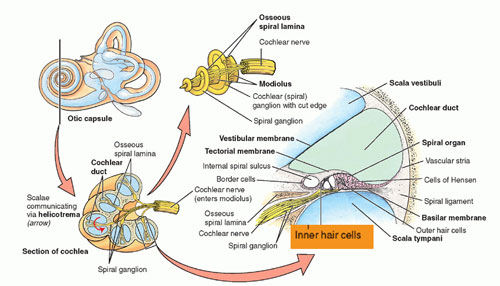 Otic capsule
Osseous
spiral lamina
Cochlear nerve
Modiolus
Cochlear (spiral)
ganglion with cut edge
Spiral ganglion
Osseous
spiral lamina
Cochlear
duct
Scalae
communicating
via helicotrema
(arrow)
Section of cochlea
Spiral ganglion
Cochlear nerve
(enters modiolus)
Scala vestibuli
Cochlear duct
Vestibular membrane
Tectorial membrane
Internal spiral sulcus
Border cells
Osseous
spiral lamina
Cochlear nerve
Spiral ganglion
Inner hair cells
Spiral organ
Vascular stria
Cells of Hensen
Spiral ligament
Basilar membrane
Outer hair cells
Scala tympani